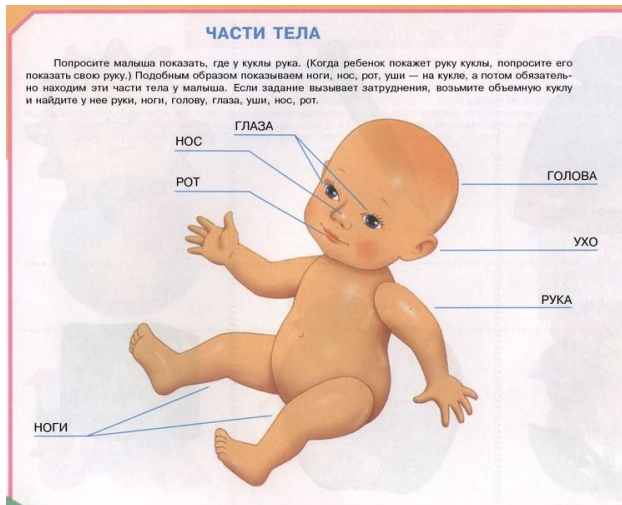 ЧАСТИ ТЕЛА
Попросите малыша показать, где у куклы рука. (Когда ребенок покажет руку куклы, попросите его
показать свою руку.) Подобным образом показываем ноги, нос, рот, уши — на кукле, а потом обязатель-
но находим эти части тела у малыша. Если задание вызывает затруднения, возьмите объемную куклу
и найдите у нее руки, ноги, голову, глаза, уши, нос, рот.
ГЛАЗА
НОС
РОТ
ГОЛОВА
УХО
РУКА
НОГИ